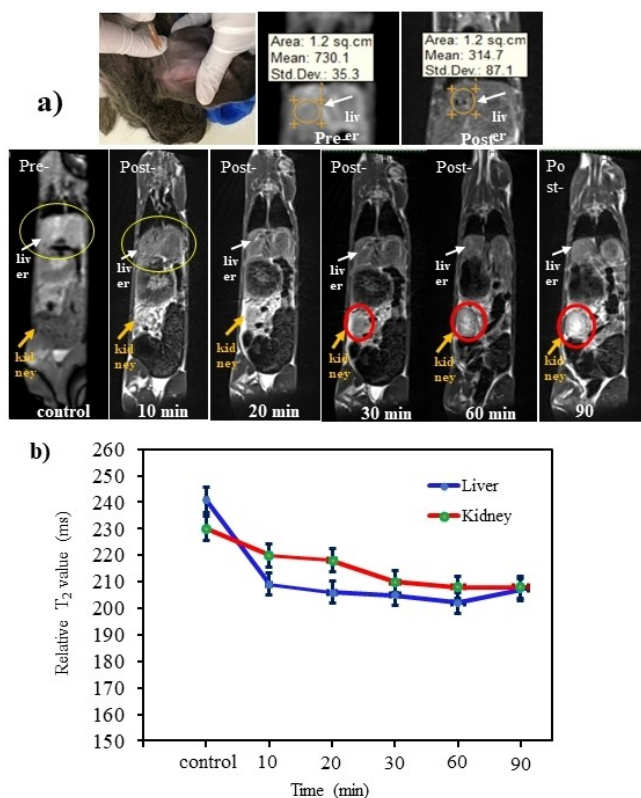 a)
Area: 1.2 sq.cm
Mean: 730.1
Std.Dev.: 35.3
liv
er
Pre-
Area: 1.2 sq.cm
Mean: 314.7
Std.Dev.: 87.1
liv
er
Post-
Pre-
liv
er
kid
ney
control
Post-
liv
er
kid
ney
10 min
Post-
liv
er
kid
ney
20 min
Post-
liv
er
kid
ney
30 min
Post-
liv
er
kid
ney
60 min
Po
st-
liv
er
kid
ney
90
b)
Relative T₂ value (ms)
260
250
240
230
220
210
200
190
180
170
160
150
Liver
Kidney
control 10 20 30 60 90
Time (min)